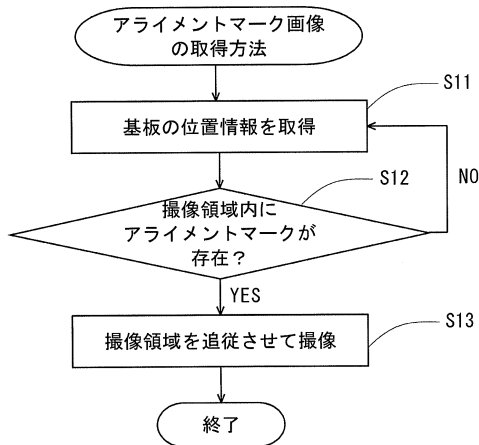 アライメントマーク画像
の取得方法
S11
基板の位置情報を取得
S12
NO
撮像領域内に
アライメントマークが
存在？
YES
S13
撮像領域を追従させて撮像
終了